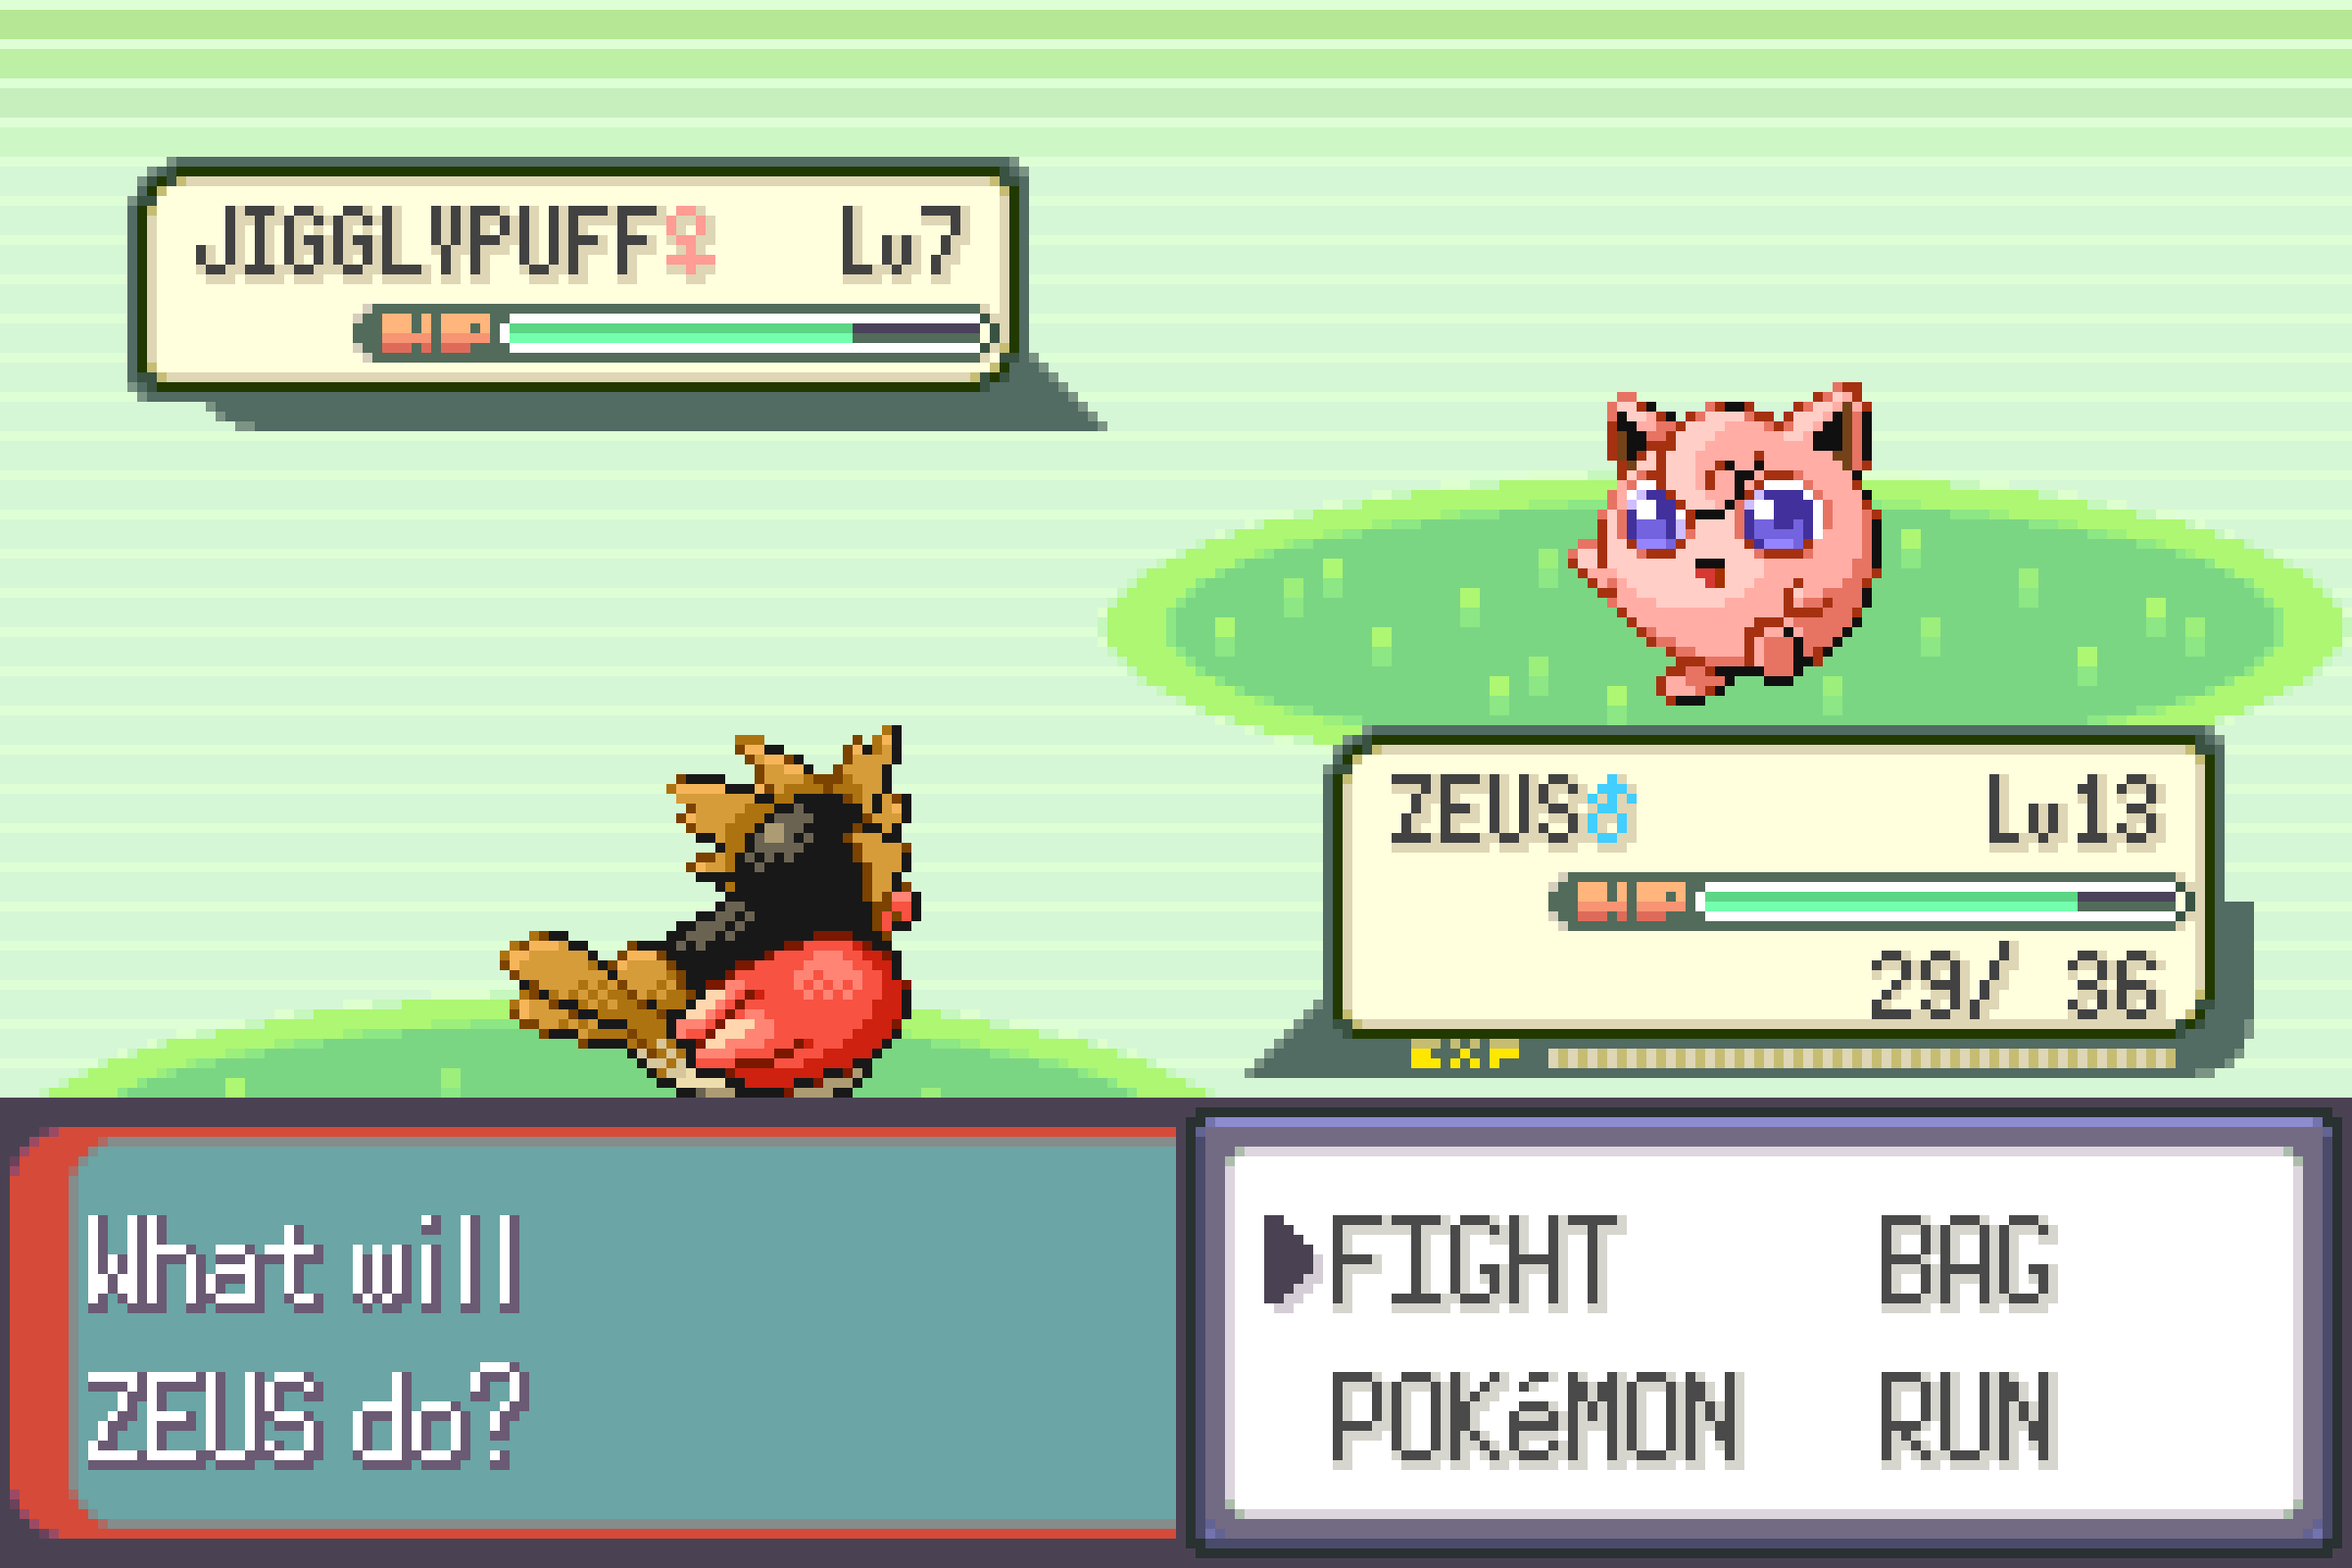 JIGGLYPUFF♀ Lv7
HP
ZEUS♂ Lv13
HP
29/ 36
EXP
What will
ZEUS do?
▶FIGHT BAG
POKéMON RUN